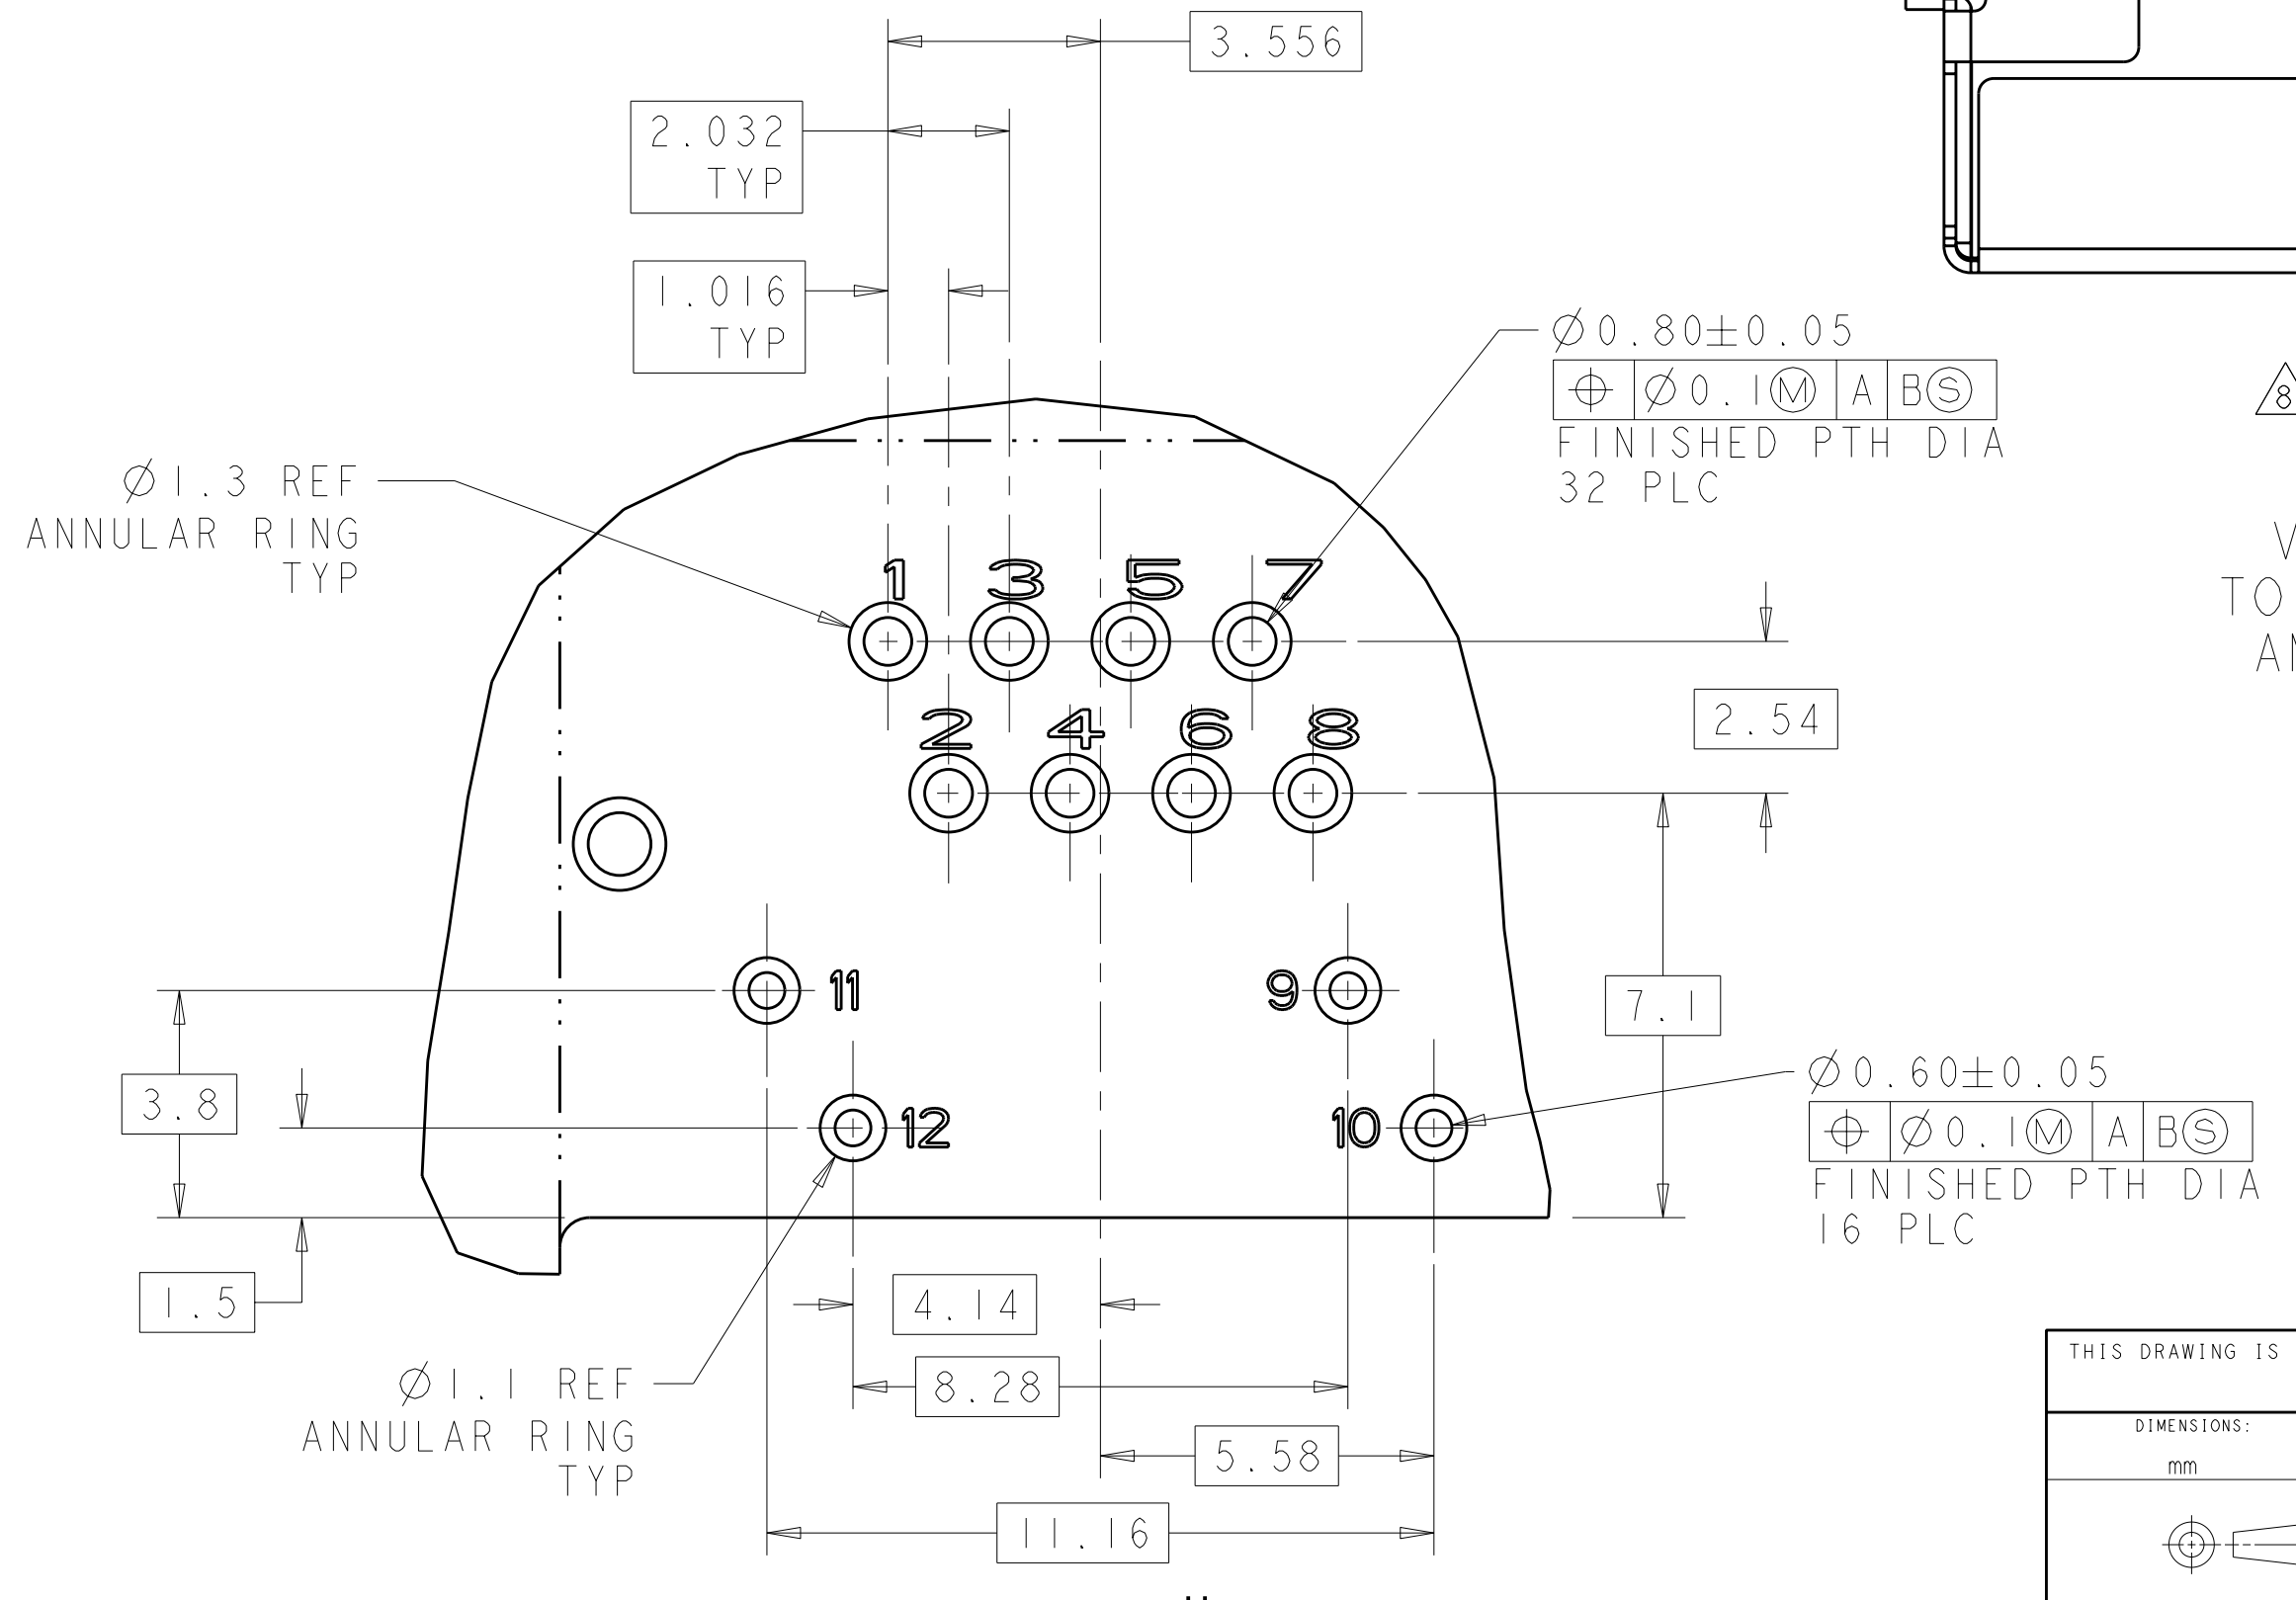 3.556
2.032
TYP
1.016
TYP
Ø0.80±0.05
⌖ Ø0.1Ⓜ A BⓈ
FINISHED PTH DIA
32 PLC
8
Ø1.3 REF
ANNULAR RING
TYP
V
TO
1 3 5 7
2 4 6 8
2.54
11 9
7.1
3.8
12 10
Ø0.60±0.05
⌖ Ø0.1Ⓜ A BⓈ
FINISHED PTH DIA
16 PLC
1.5
4.14
8.28
Ø1.1 REF
ANNULAR RING
TYP
5.58
11.16
THIS DRAWING IS
DIMENSIONS:
mm